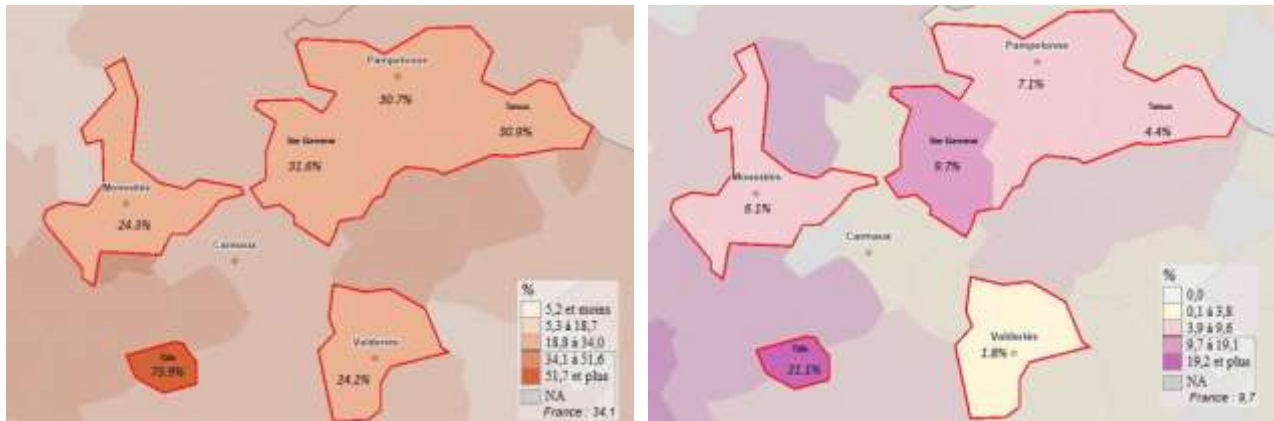 Pampelonne
30.7%
Tanus
30.9%
Ste Gemme
31.6%
Monestiés
24.3%
Carmaux
Valderiès
24.2%
%
5,2 et moins
5,3 à 18,7
18,8 à 34,0
34,1 à 51,6
51,7 et plus
NA
France : 34,1
Pampelonne
7.1%
Tanus
4.4%
Ste Gemme
9.7%
Monestiés
6.1%
Carmaux
Valderiès
1.8%
21.1%
%
0,0
0,1 à 3,8
3,9 à 9,6
9,7 à 19,1
19,2 et plus
NA
France : 9,7